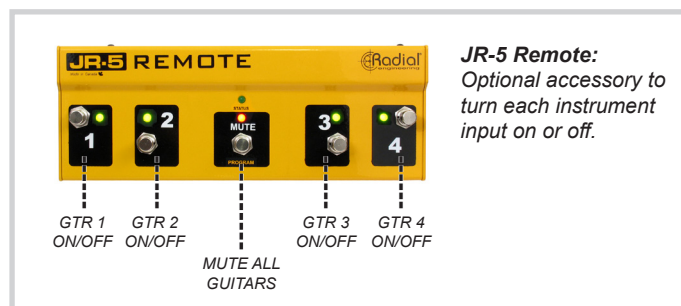 JR-5 REMOTE
Radial
engineering
JR-5 Remote:
Optional accessory to
turn each instrument
input on or off.
STATUS
MUTE
1
2
3
4
PROGRAM
GTR 1
ON/OFF
GTR 2
ON/OFF
GTR 3
ON/OFF
GTR 4
ON/OFF
MUTE ALL
GUITARS